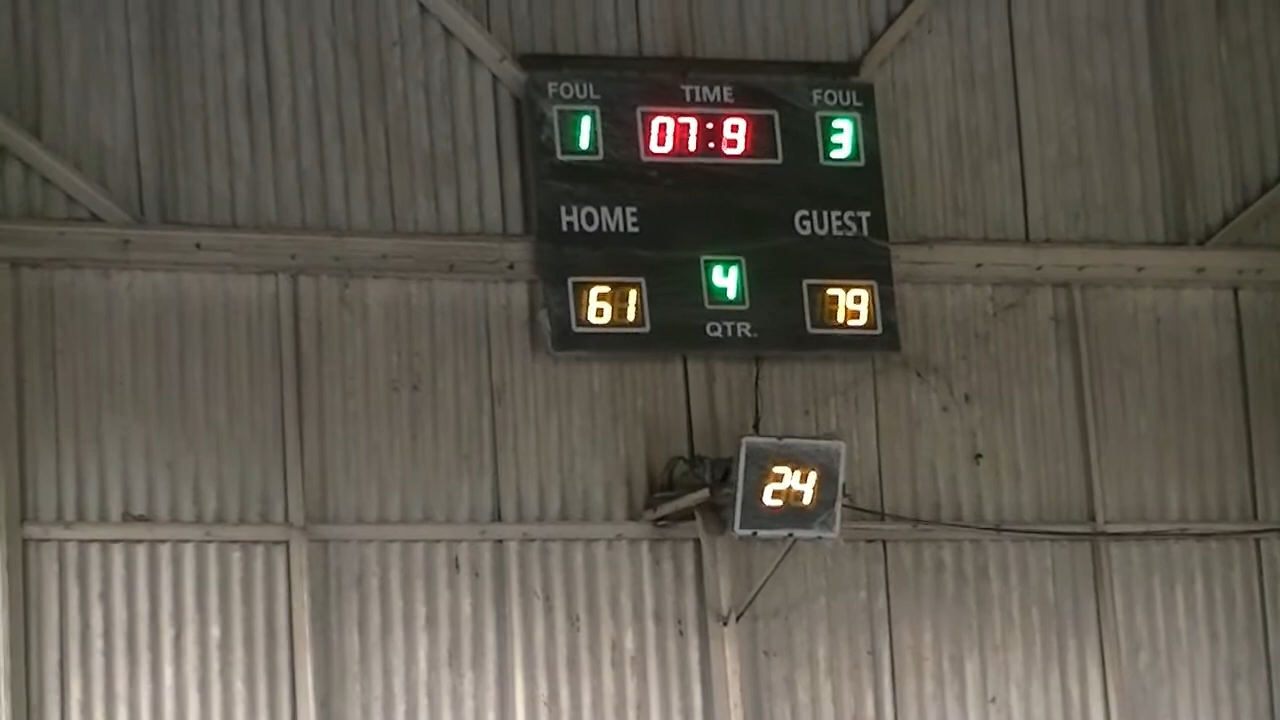 FOUL TIME FOUL
1 07:9 3
HOME GUEST
61 4 79
QTR.
24